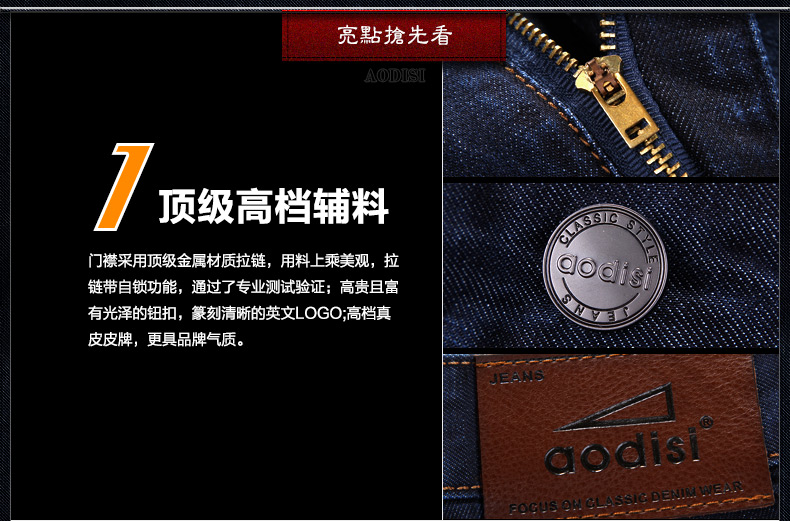 亮點搶先看
AODISI
1
顶级高档辅料
门襟采用顶级金属材质拉链，用料上乘美观，拉
链带自锁功能，通过了专业测试验证；高贵且富
有光泽的钮扣，篆刻清晰的英文LOGO;高档真
皮皮牌，更具品牌气质。
CLASSIC STYLE
aodisi
JEANS
JEANS
aodisi®
FOCUS ON CLASSIC DENIM WEAR